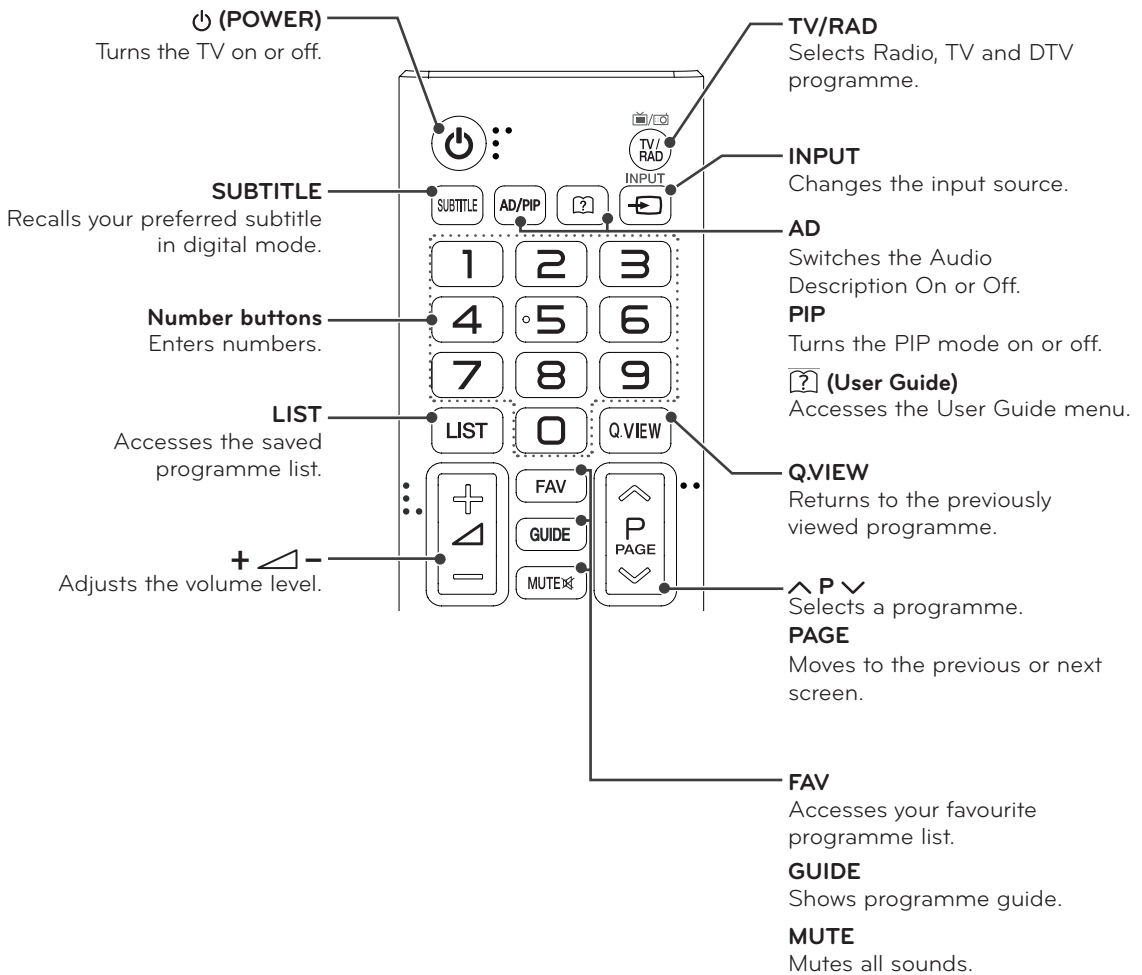 (POWER)
Turns the TV on or off.
SUBTITLE
Recalls your preferred subtitle
in digital mode.
Number buttons
Enters numbers.
LIST
Accesses the saved
programme list.
+ −
Adjusts the volume level.
TV/
RAD
INPUT
SUBTITLE AD/PIP ?
1 2 3
4 5 6
7 8 9
LIST 0 Q.VIEW
+ FAV
GUIDE P
PAGE
− MUTE
TV/RAD
Selects Radio, TV and DTV
programme.
INPUT
Changes the input source.
AD
Switches the Audio
Description On or Off.
PIP
Turns the PIP mode on or off.
? (User Guide)
Accesses the User Guide menu.
Q.VIEW
Returns to the previously
viewed programme.
P
Selects a programme.
PAGE
Moves to the previous or next
screen.
FAV
Accesses your favourite
programme list.
GUIDE
Shows programme guide.
MUTE
Mutes all sounds.